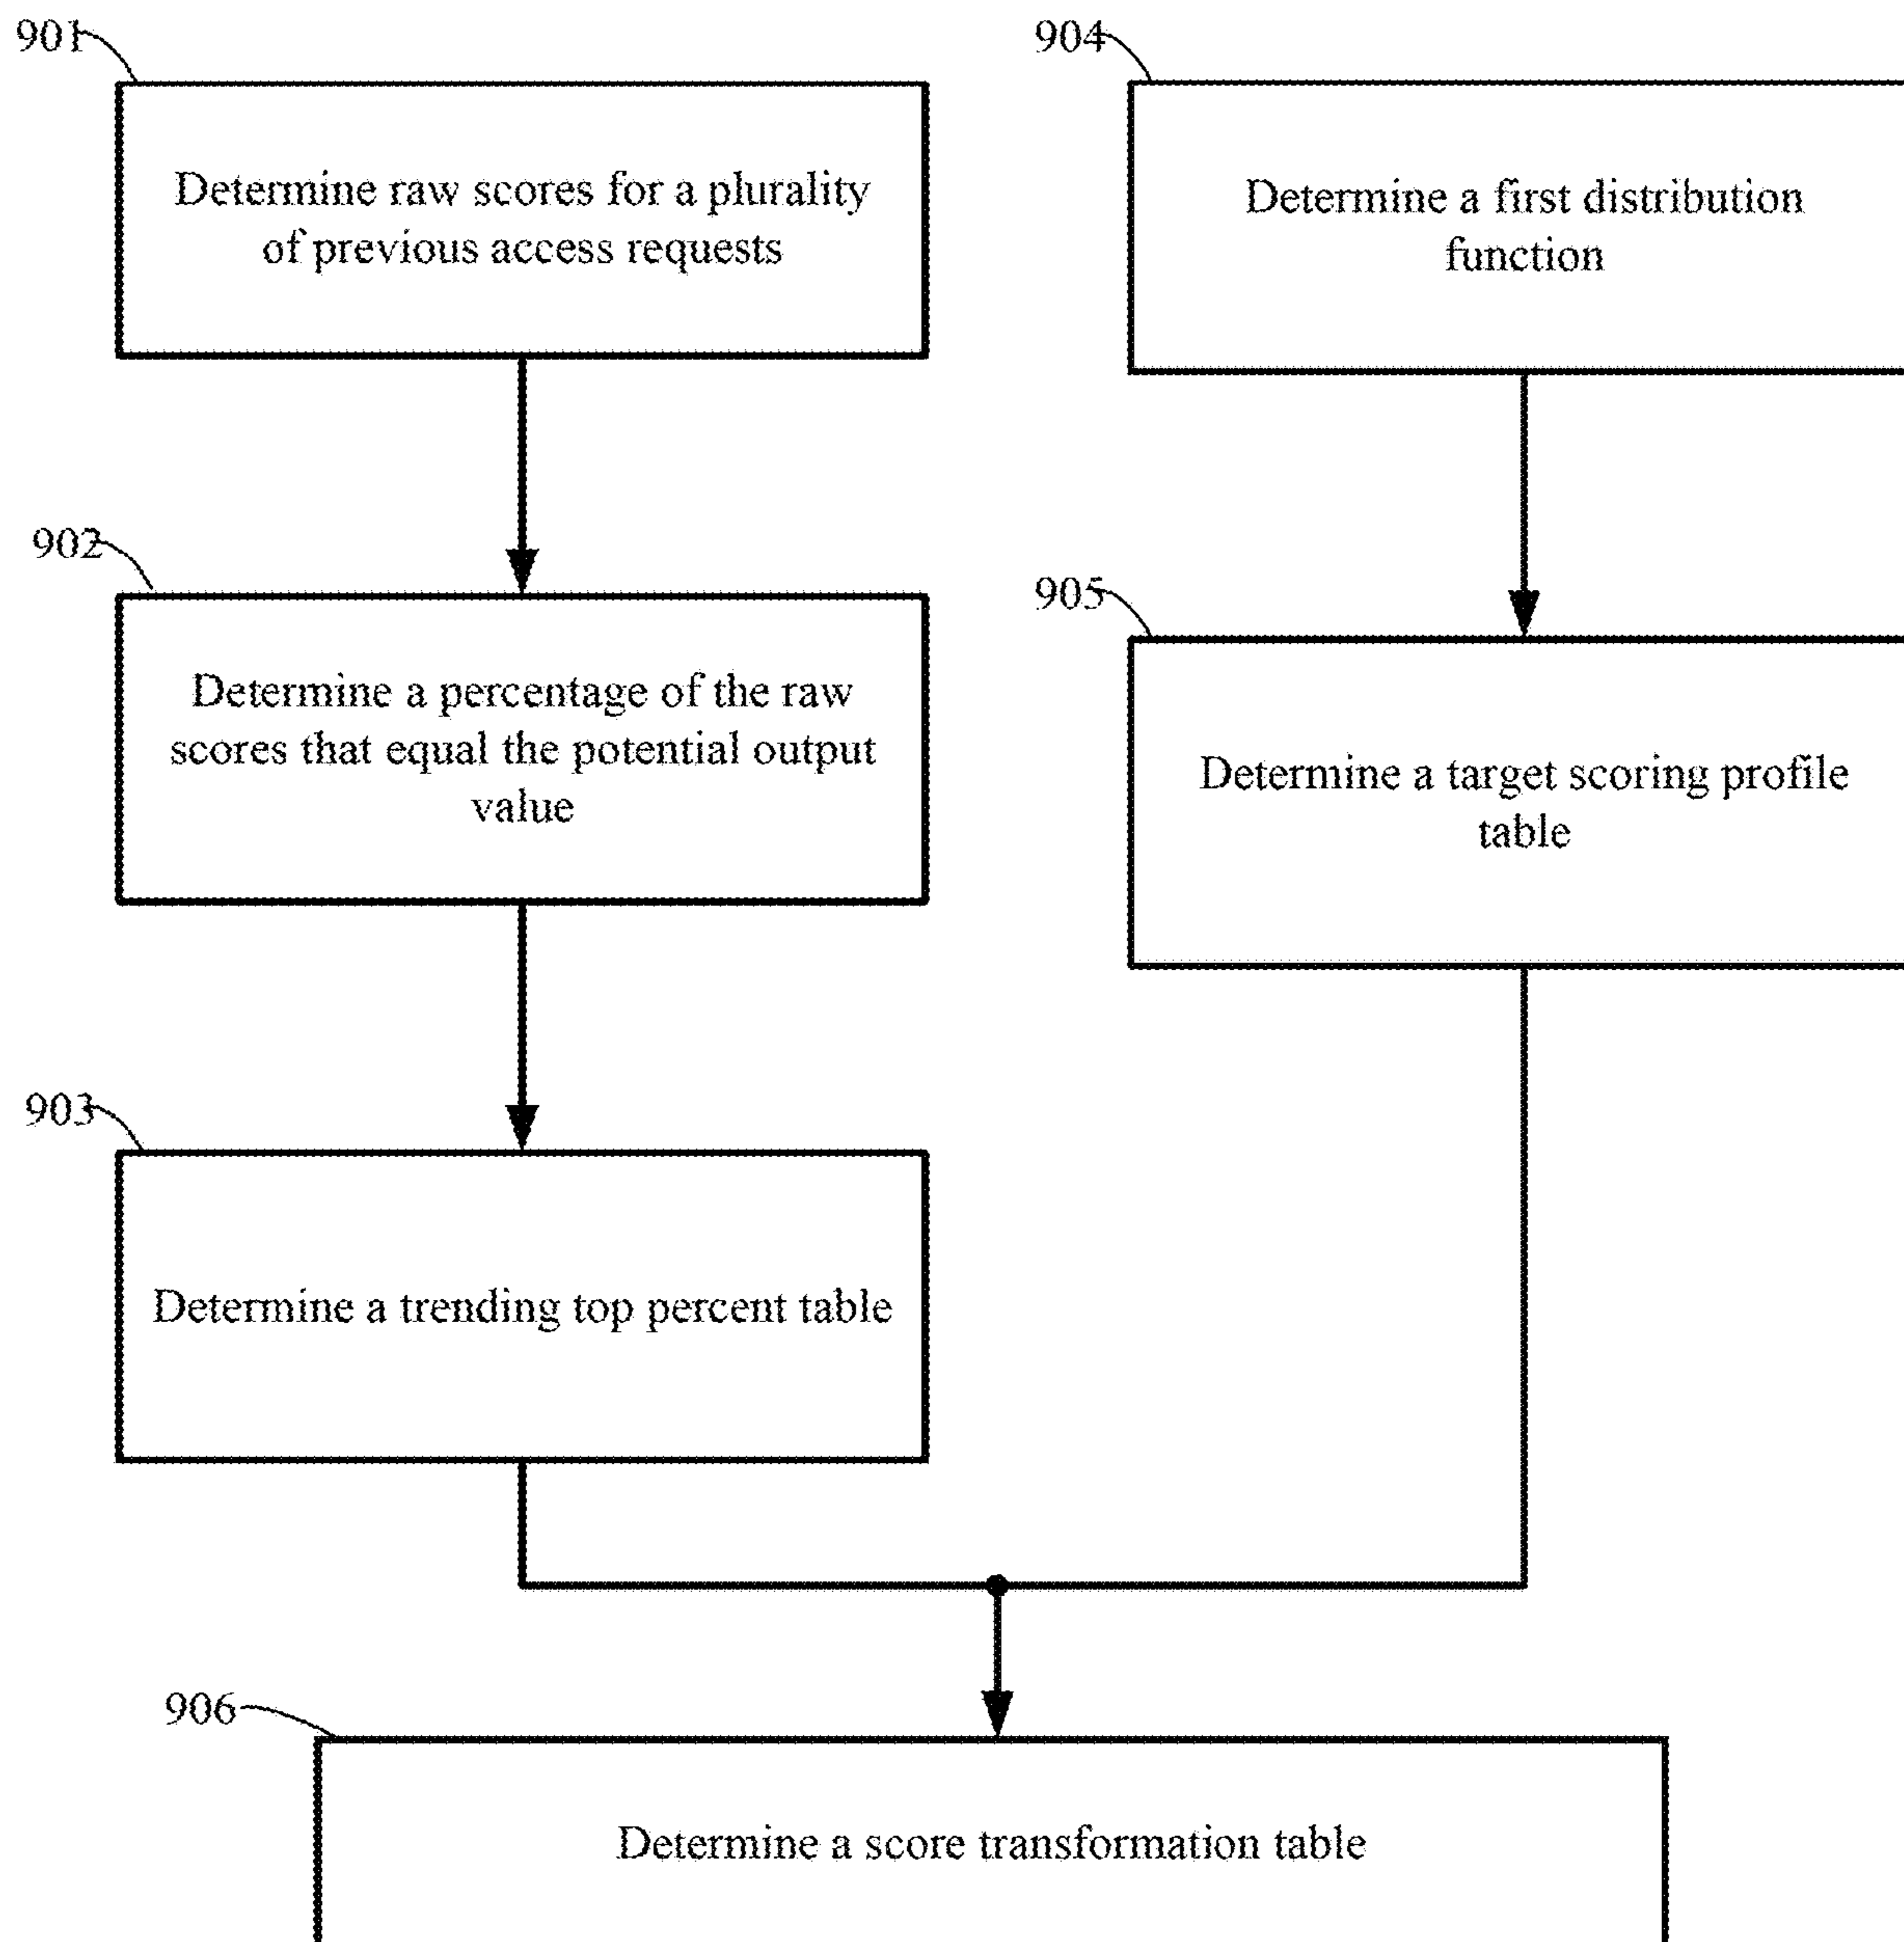 901
Determine raw scores for a plurality
of previous access requests
902
Determine a percentage of the raw
scores that equal the potential output
value
903
Determine a trending top percent table
904
Determine a first distribution
function
905
Determine a target scoring profile
table
906
Determine a score transformation table